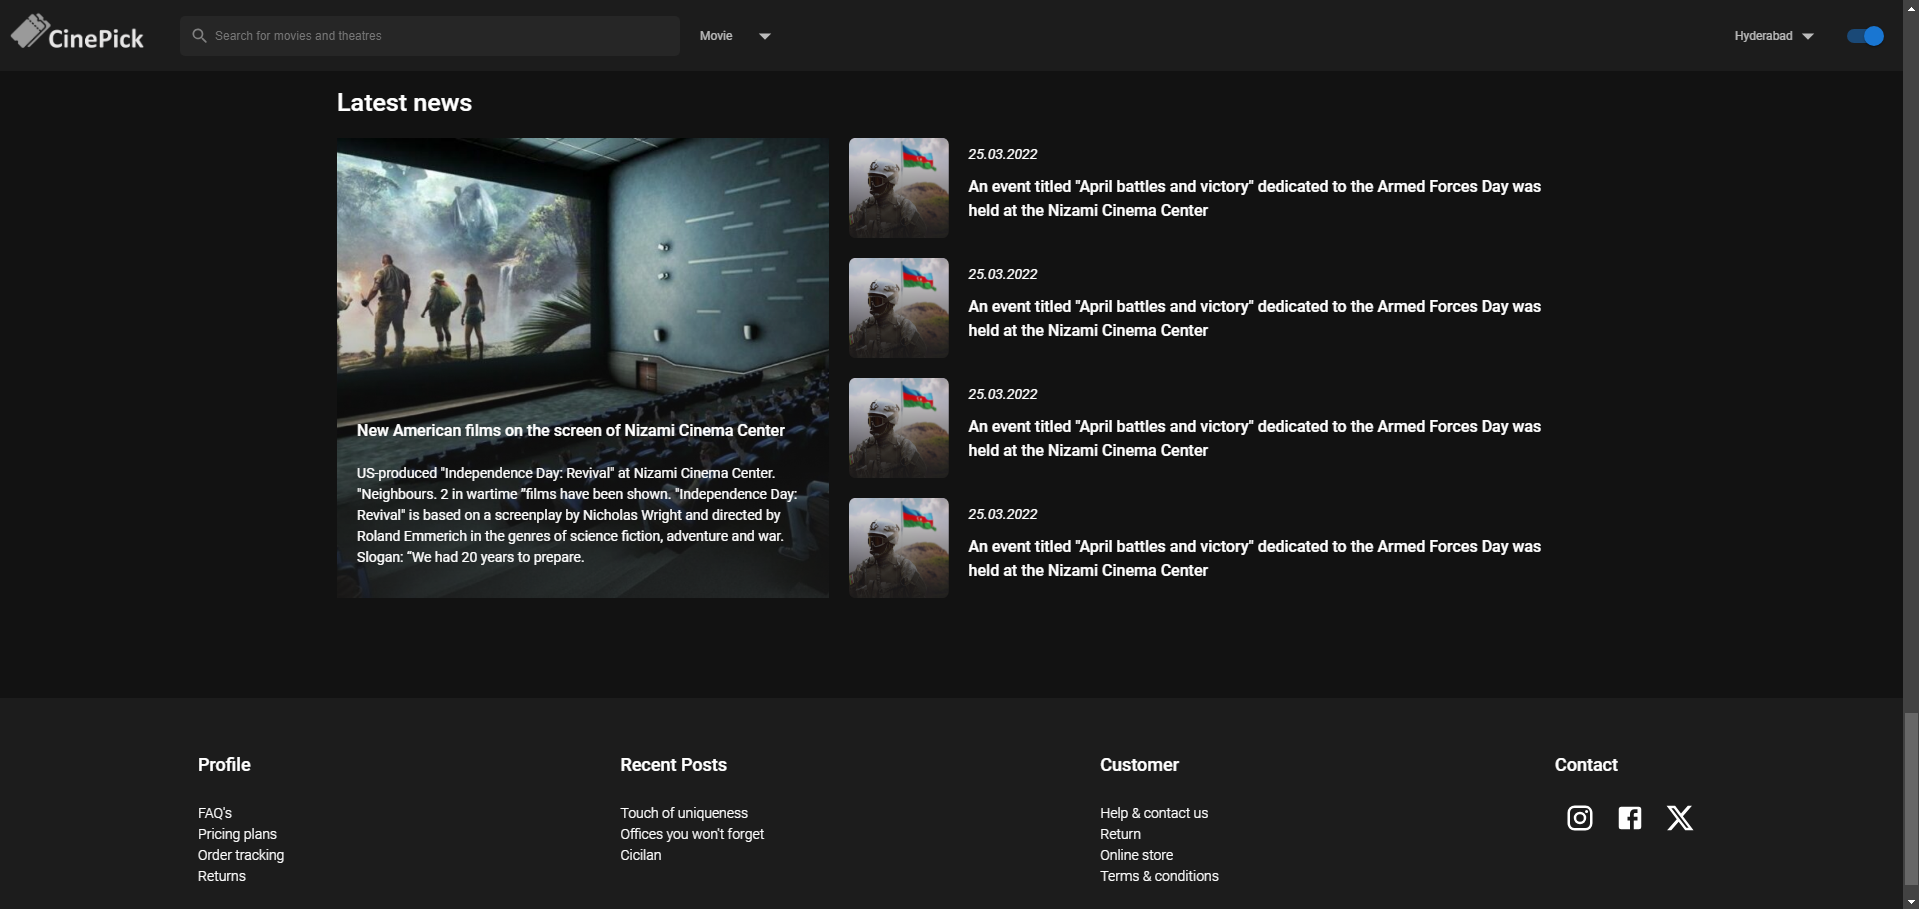 CinePick
Search for movies and theatres
Movie
Hyderabad
Latest news
New American films on the screen of Nizami Cinema Center
US-produced "Independence Day: Revival" at Nizami Cinema Center.
"Neighbours. 2 in wartime "films have been shown. "Independence Day:
Revival" is based on a screenplay by Nicholas Wright and directed by
Roland Emmerich in the genres of science fiction, adventure and war.
Slogan: “We had 20 years to prepare.
25.03.2022
An event titled "April battles and victory" dedicated to the Armed Forces Day was
held at the Nizami Cinema Center
25.03.2022
An event titled "April battles and victory" dedicated to the Armed Forces Day was
held at the Nizami Cinema Center
25.03.2022
An event titled "April battles and victory" dedicated to the Armed Forces Day was
held at the Nizami Cinema Center
25.03.2022
An event titled "April battles and victory" dedicated to the Armed Forces Day was
held at the Nizami Cinema Center
Profile
FAQ's
Pricing plans
Order tracking
Returns
Recent Posts
Touch of uniqueness
Offices you won't forget
Cicilan
Customer
Help & contact us
Return
Online store
Terms & conditions
Contact